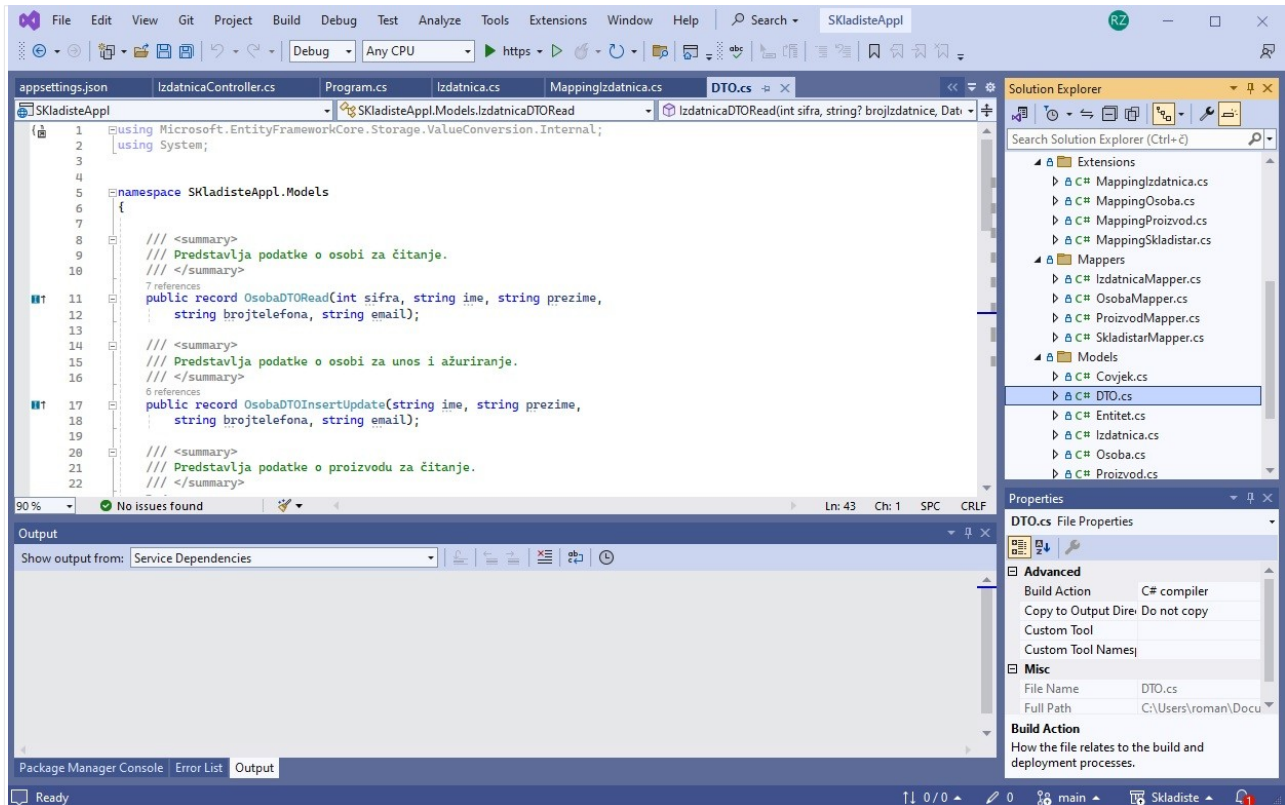 File Edit View Git Project Build Debug Test Analyze Tools Extensions Window Help Search SKladisteAppl RZ
Debug Any CPU https
appsettings.json IzdatnicaController.cs Program.cs Izdatnica.cs MappingIzdatnica.cs DTO.cs
SKladisteAppl SKladisteAppl.Models.IzdatnicaDTORead IzdatnicaDTORead(int sifra, string? brojIzdatnice, Dat
1 using Microsoft.EntityFrameworkCore.Storage.ValueConversion.Internal;
2 using System;
3
4
5 namespace SKladisteAppl.Models
6 {
7
8 /// <summary>
9 /// Predstavlja podatke o osobi za čitanje.
10 /// </summary>
7 references
11 public record OsobaDTORead(int sifra, string ime, string prezime,
12 string brojtelefona, string email);
13
14 /// <summary>
15 /// Predstavlja podatke o osobi za unos i ažuriranje.
16 /// </summary>
6 references
17 public record OsobaDTOInsertUpdate(string ime, string prezime,
18 string brojtelefona, string email);
19
20 /// <summary>
21 /// Predstavlja podatke o proizvodu za čitanje.
22 /// </summary>
90 % No issues found Ln: 43 Ch: 1 SPC CRLF
Output
Show output from: Service Dependencies
Package Manager Console Error List Output
Solution Explorer
Search Solution Explorer (Ctrl+č)
Extensions
C# MappingIzdatnica.cs
C# MappingOsoba.cs
C# MappingProizvod.cs
C# MappingSkladistar.cs
Mappers
C# IzdatnicaMapper.cs
C# OsobaMapper.cs
C# ProizvodMapper.cs
C# SkladistarMapper.cs
Models
C# Covjek.cs
C# DTO.cs
C# Entitet.cs
C# Izdatnica.cs
C# Osoba.cs
C# Proizvod.cs
Properties
DTO.cs File Properties
Advanced
Build Action C# compiler
Copy to Output Dire Do not copy
Custom Tool
Custom Tool Namesp
Misc
File Name DTO.cs
Full Path C:\Users\roman\Docu
Build Action
How the file relates to the build and
deployment processes.
Ready 0 / 0 0 main Skladiste 1